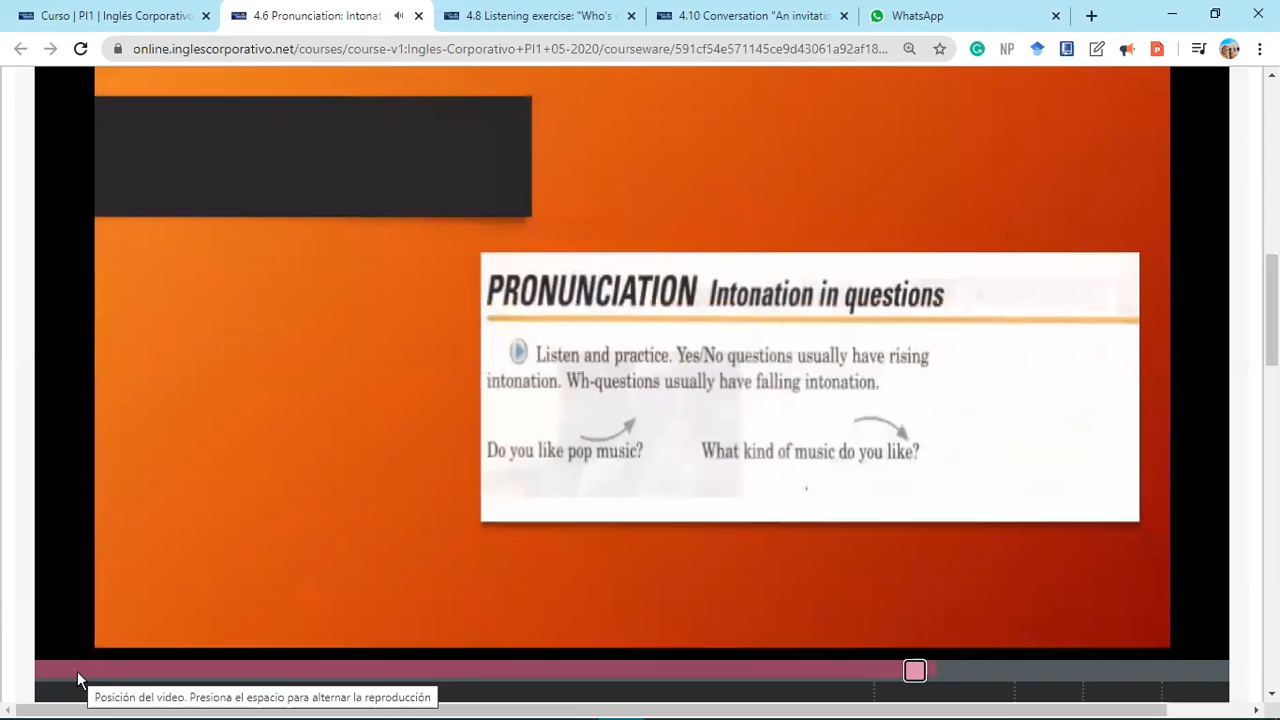 Curso | PI1 | Inglés Corporativo
4.6 Pronunciation: Intonat
4.8 Listening exercise: "Who's
4.10 Conversation "An invitatio
WhatsApp
online.inglescorporativo.net/courses/course-v1:Ingles-Corporativo+PI1+05-2020/courseware/591cf54e571145ce9d43061a92af18...
NP
PRONUNCIATION Intonation in questions
Listen and practice. Yes/No questions usually have rising
intonation. Wh-questions usually have falling intonation.
Do you like pop music? What kind of music do you like?
Posición del video. Presiona el espacio para alternar la reproducción